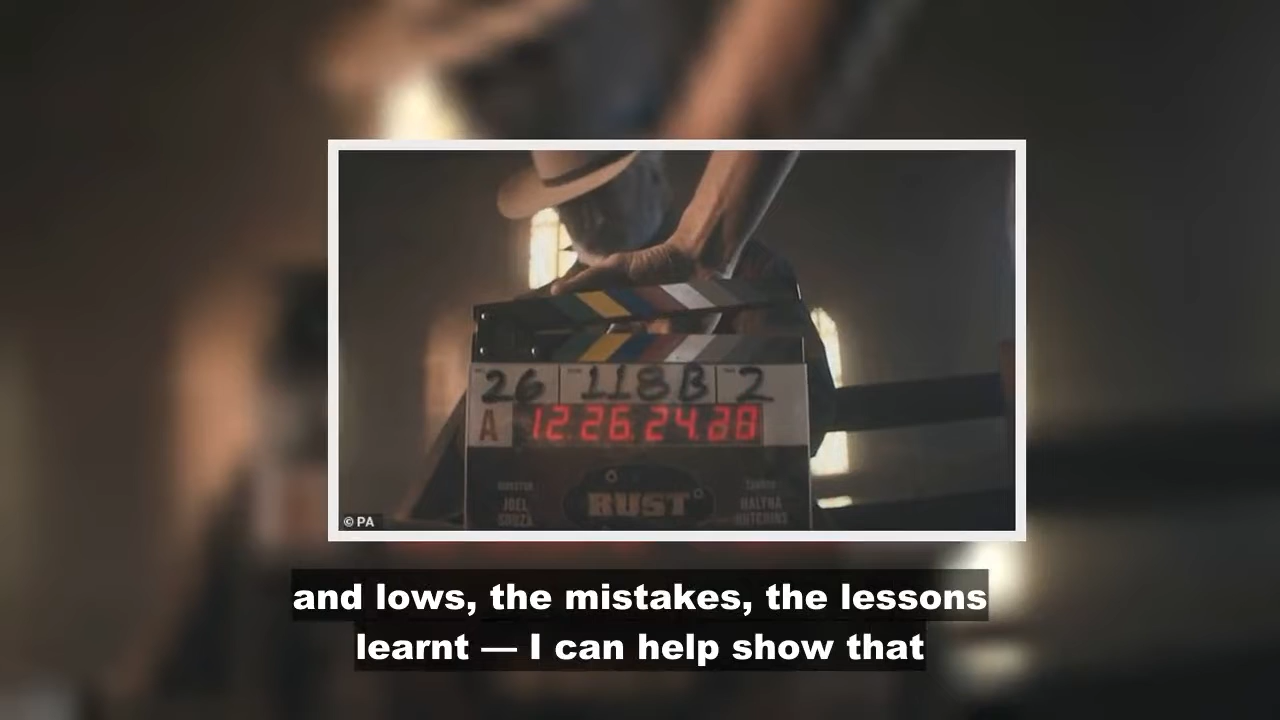 26 118B 2
A 12.26.24.28
DIRECTOR CAMERA
RUST
JOEL HALYNA
SOUZA HUTCHINS
© PA
and lows, the mistakes, the lessons
learnt — I can help show that